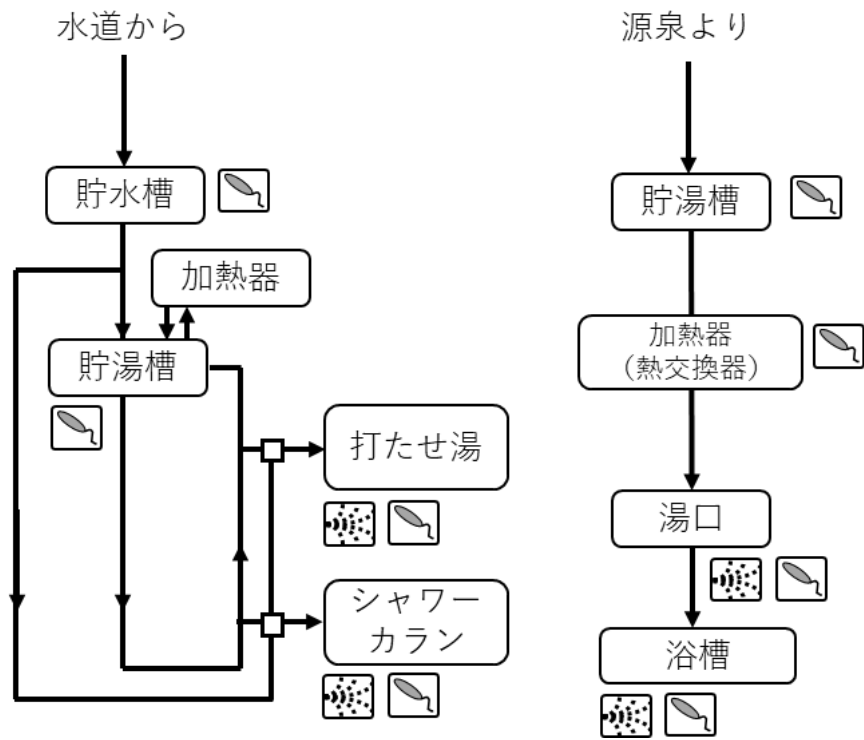 水道から
貯水槽
加熱器
貯湯槽
打たせ湯
シャワー
カラン
源泉より
貯湯槽
加熱器
（熱交換器）
湯口
浴槽